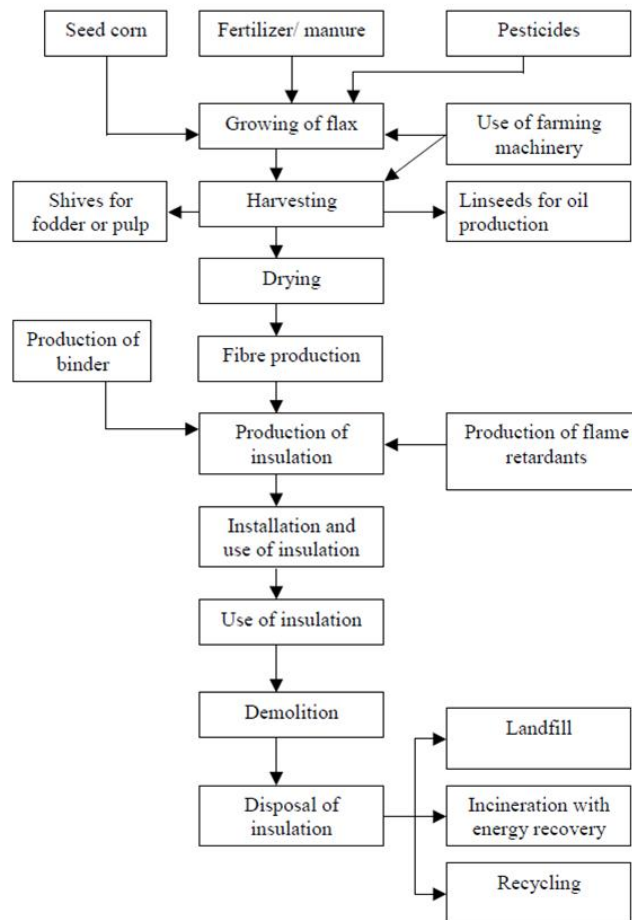 Seed corn
Fertilizer/ manure
Pesticides
Growing of flax
Use of farming
machinery
Shives for
fodder or pulp
Harvesting
Linseeds for oil
production
Drying
Production of
binder
Fibre production
Production of
insulation
Production of flame
retardants
Installation and
use of insulation
Use of insulation
Demolition
Landfill
Disposal of
insulation
Incineration with
energy recovery
Recycling